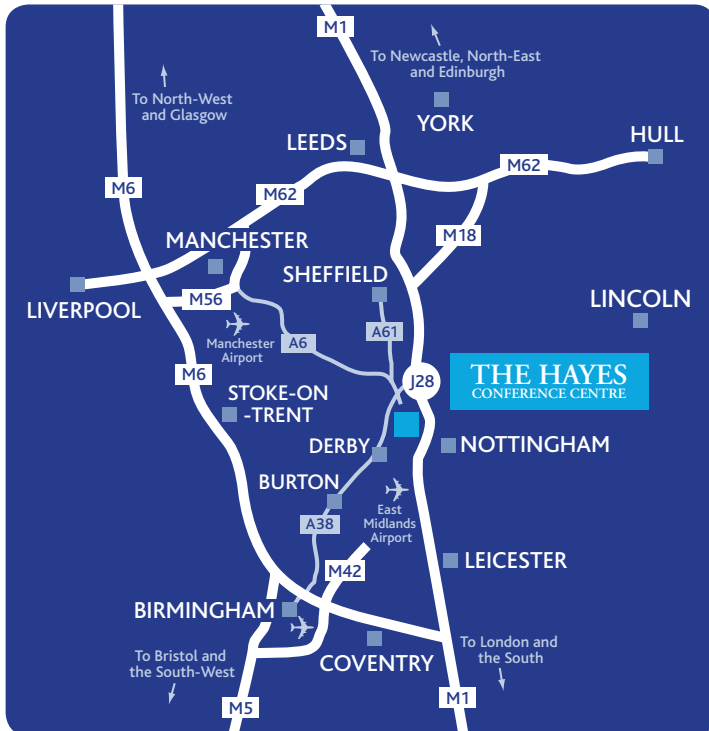 M1
To Newcastle, North-East
and Edinburgh
To North-West
and Glasgow
YORK
HULL
LEEDS
M62
M6
M62
M18
MANCHESTER
SHEFFIELD
LIVERPOOL
M56
LINCOLN
A61
Manchester
Airport
A6
M6
J28
THE HAYES
CONFERENCE CENTRE
STOKE-ON
-TRENT
DERBY
NOTTINGHAM
BURTON
East
Midlands
Airport
A38
LEICESTER
M42
BIRMINGHAM
COVENTRY
To London and
the South
To Bristol and
the South-West
M5
M1